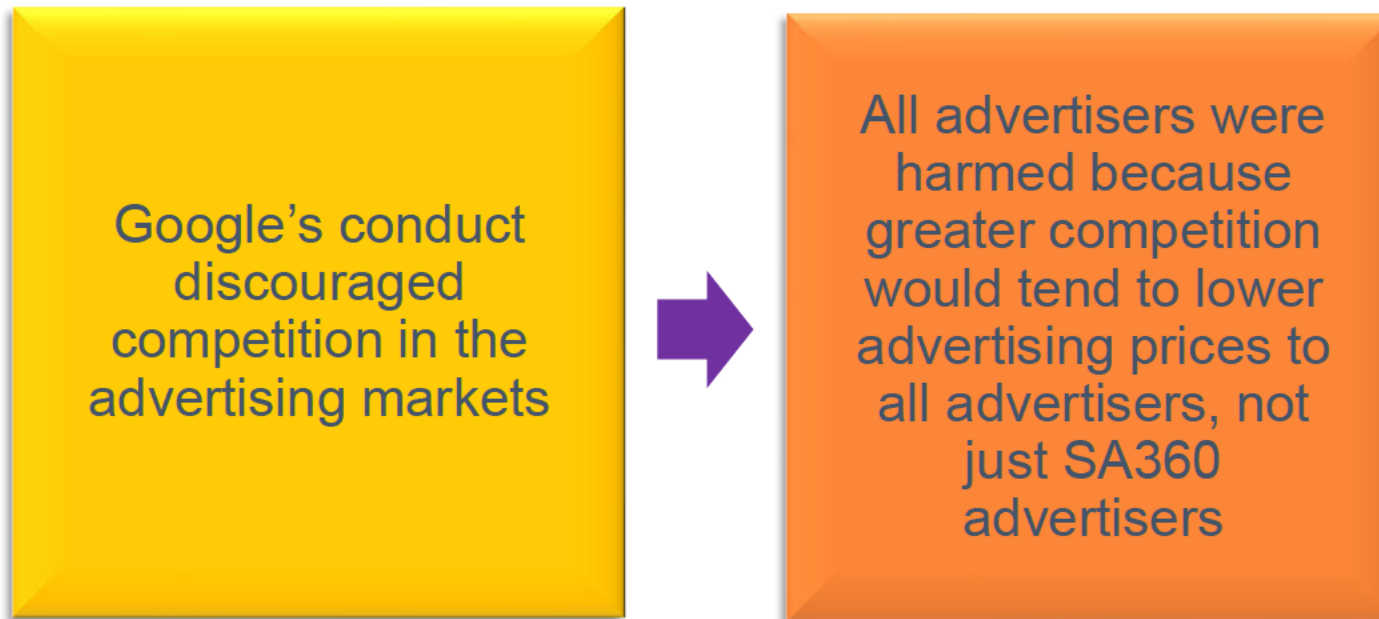 Google’s conduct
discouraged
competition in the
advertising markets
All advertisers were
harmed because
greater competition
would tend to lower
advertising prices to
all advertisers, not
just SA360
advertisers